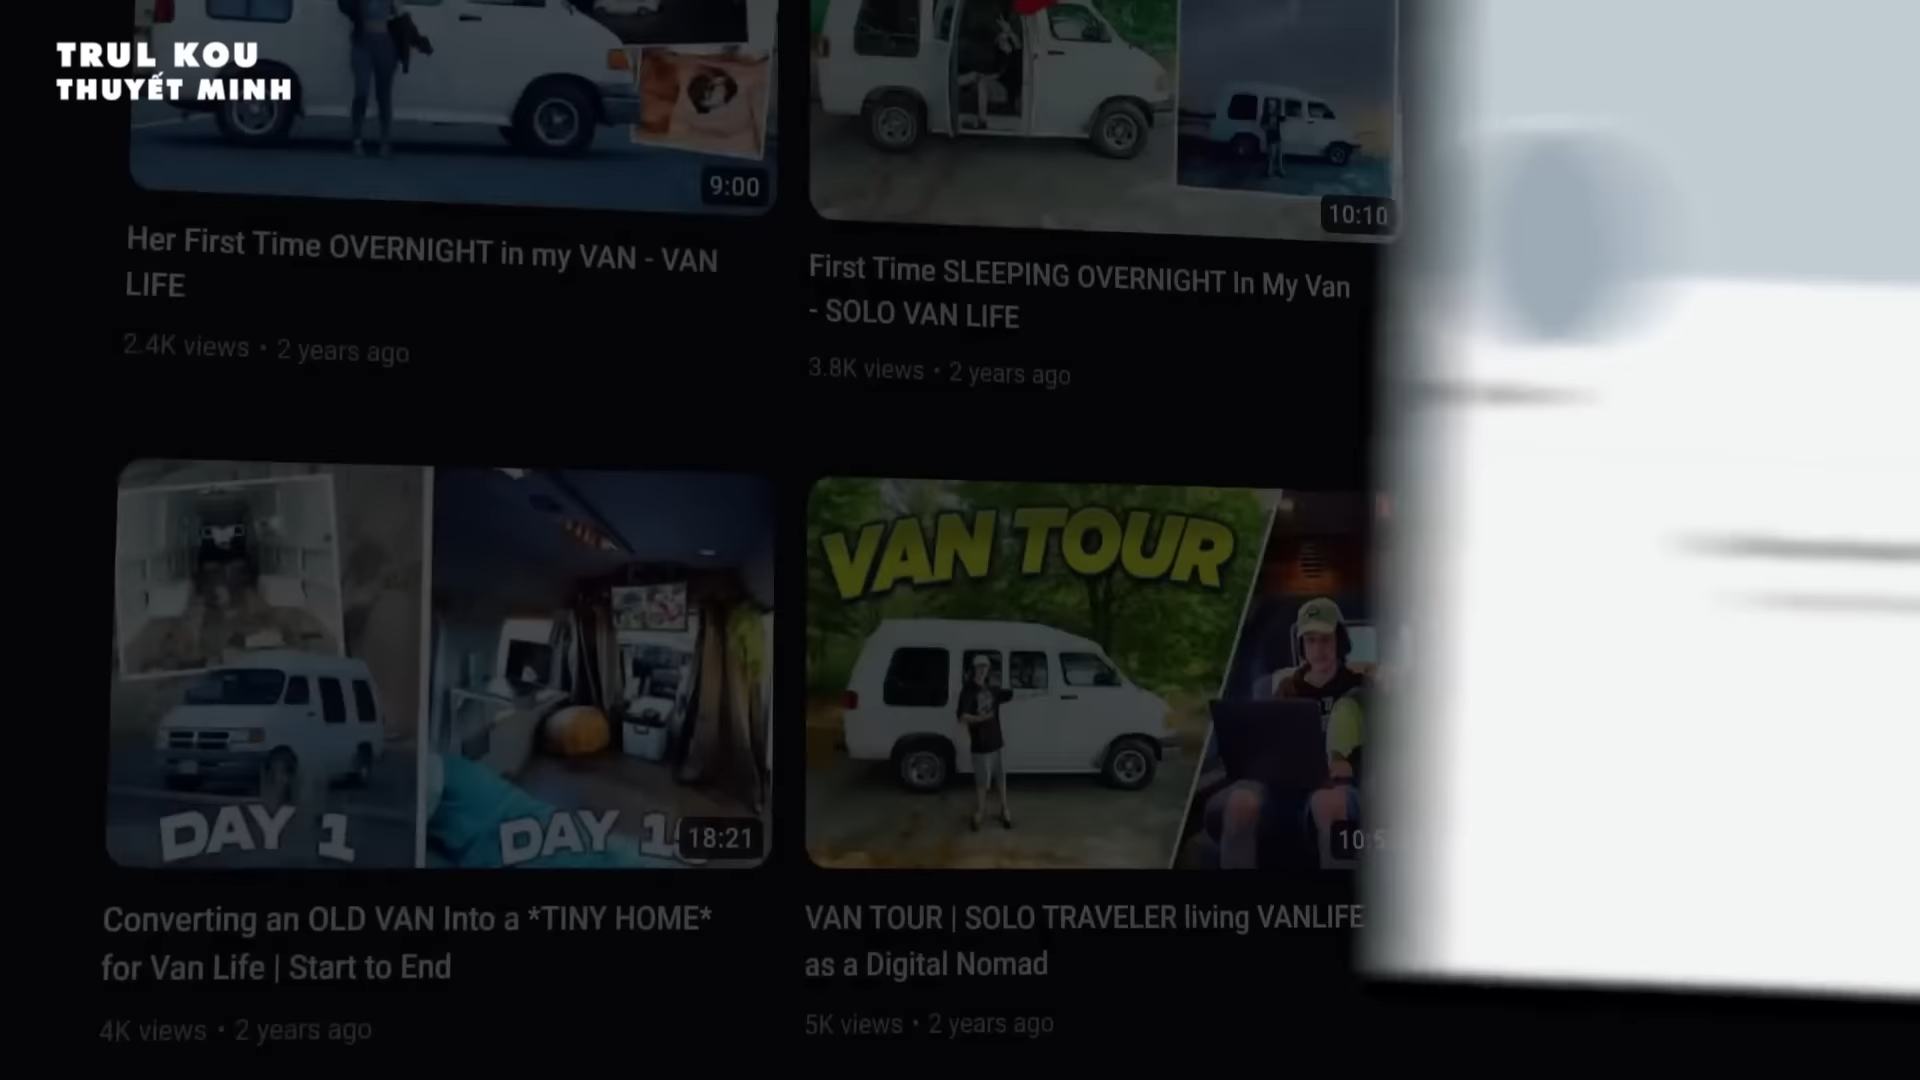 TRUL KOU
THUYẾT MINH
9:00
10:10
Her First Time OVERNIGHT in my VAN - VAN
LIFE
2.4K views • 2 years ago
First Time SLEEPING OVERNIGHT In My Van
- SOLO VAN LIFE
3.8K views • 2 years ago
DAY 1
DAY
18:21
VAN TOUR
Converting an OLD VAN Into a *TINY HOME*
for Van Life | Start to End
4K views • 2 years ago
VAN TOUR | SOLO TRAVELER living VANLIFE
as a Digital Nomad
5K views • 2 years ago